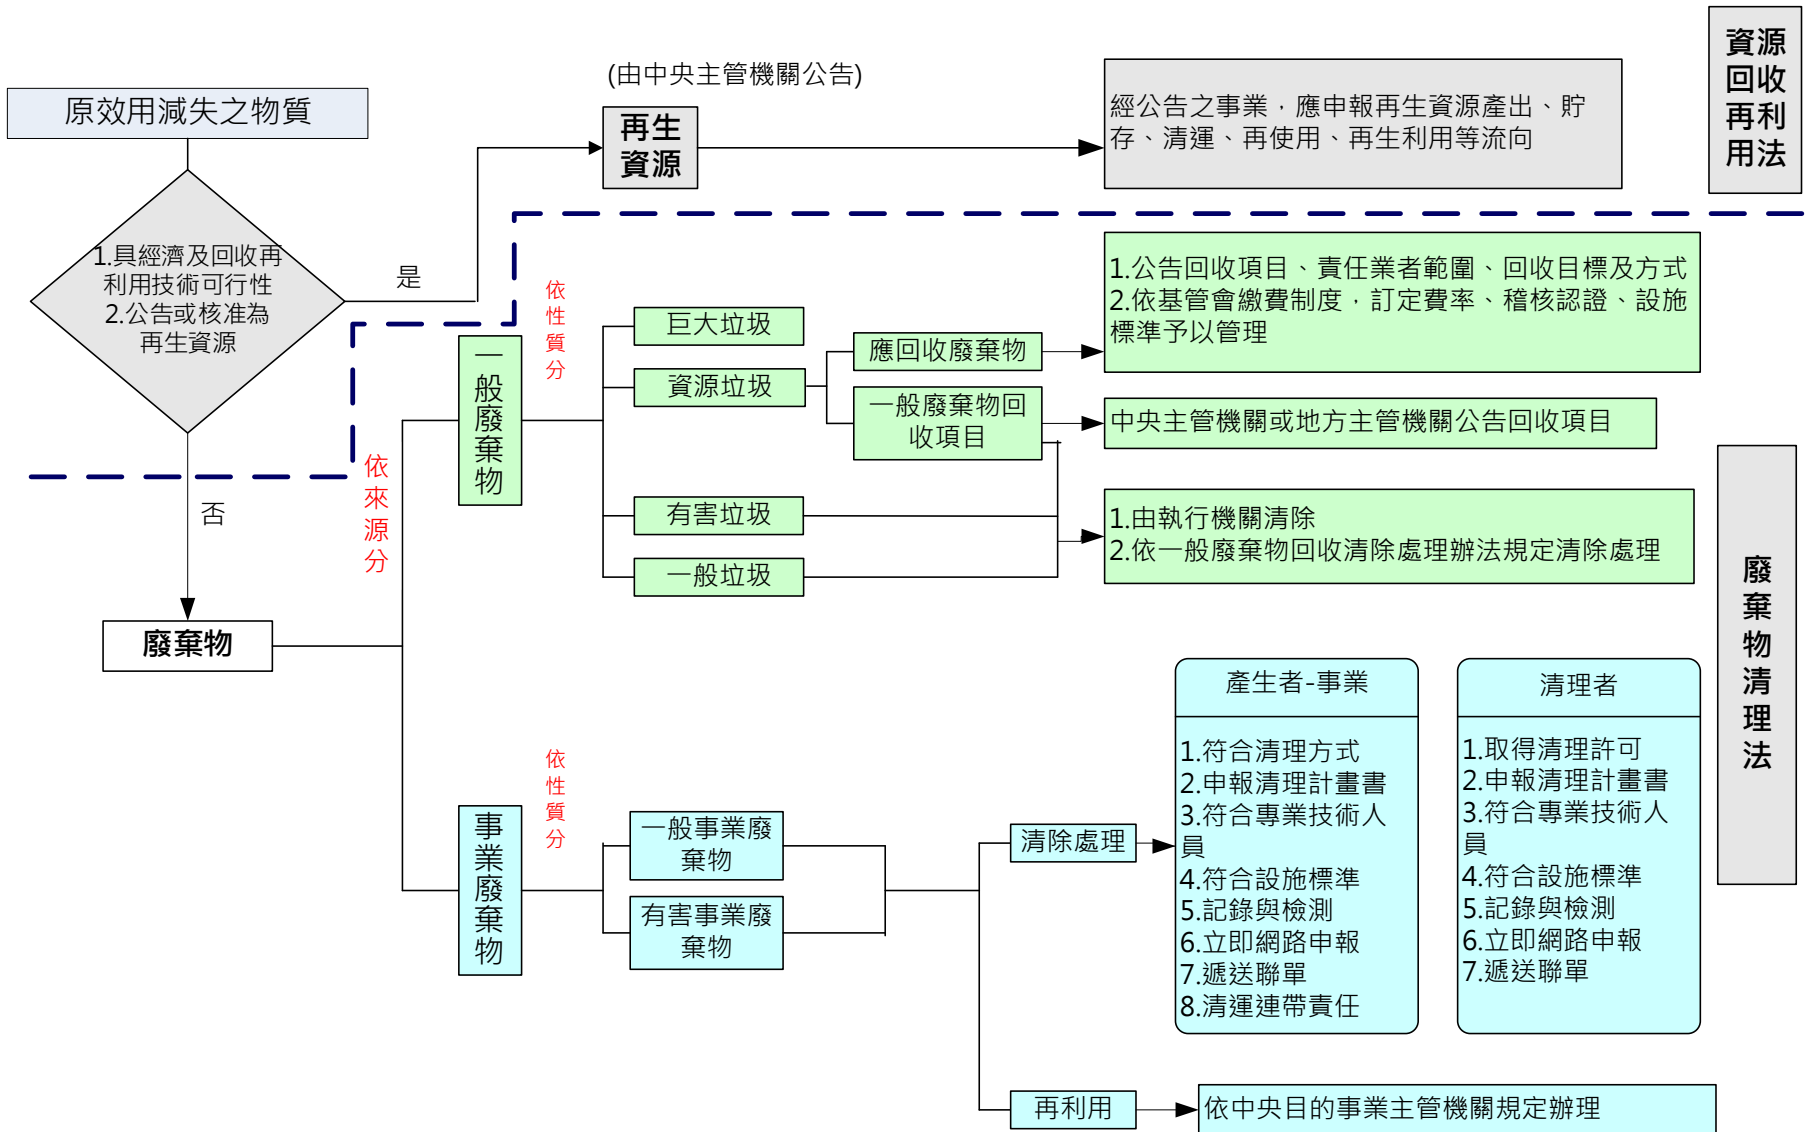 資源
回收
再利
用法
(由中央主管機關公告)
原效用減失之物質
再生
資源
經公告之事業，應申報再生資源產出、貯
存、清運、再使用、再生利用等流向
1.具經濟及回收再
利用技術可行性
2.公告或核准為
再生資源
是
否
廢棄物
依來源分
一般廢棄物
依性質分
巨大垃圾
資源垃圾
應回收廢棄物
一般廢棄物回
收項目
有害垃圾
一般垃圾
1.公告回收項目、責任業者範圍、回收目標及方式
2.依基管會繳費制度，訂定費率、稽核認證、設施
標準予以管理
中央主管機關或地方主管機關公告回收項目
1.由執行機關清除
2.依一般廢棄物回收清除處理辦法規定清除處理
廢棄物清理法
事業廢棄物
依性質分
一般事業廢
棄物
有害事業廢
棄物
清除處理
產生者-事業
1.符合清理方式
2.申報清理計畫書
3.符合專業技術人
員
4.符合設施標準
5.記錄與檢測
6.立即網路申報
7.遞送聯單
8.清運連帶責任
清理者
1.取得清理許可
2.申報清理計畫書
3.符合專業技術人
員
4.符合設施標準
5.記錄與檢測
6.立即網路申報
7.遞送聯單
再利用
依中央目的事業主管機關規定辦理